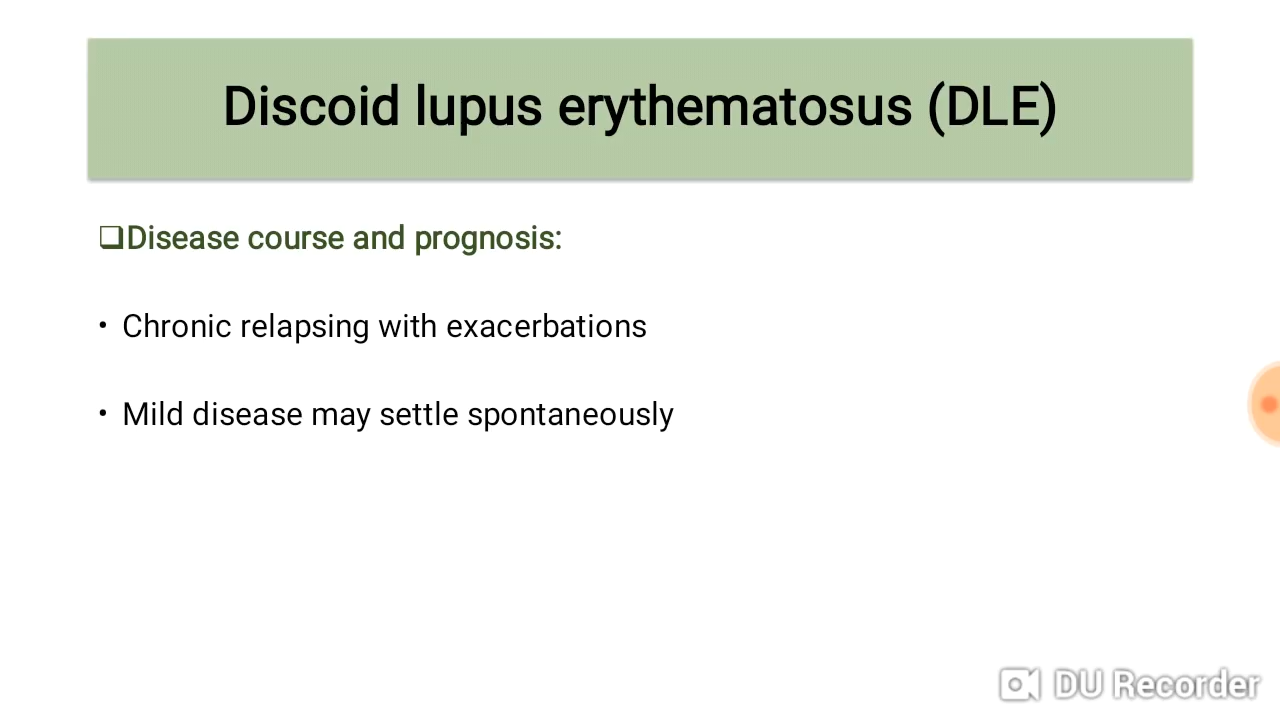 Discoid lupus erythematosus (DLE)
❑Disease course and prognosis:
• Chronic relapsing with exacerbations
• Mild disease may settle spontaneously
DU Recorder